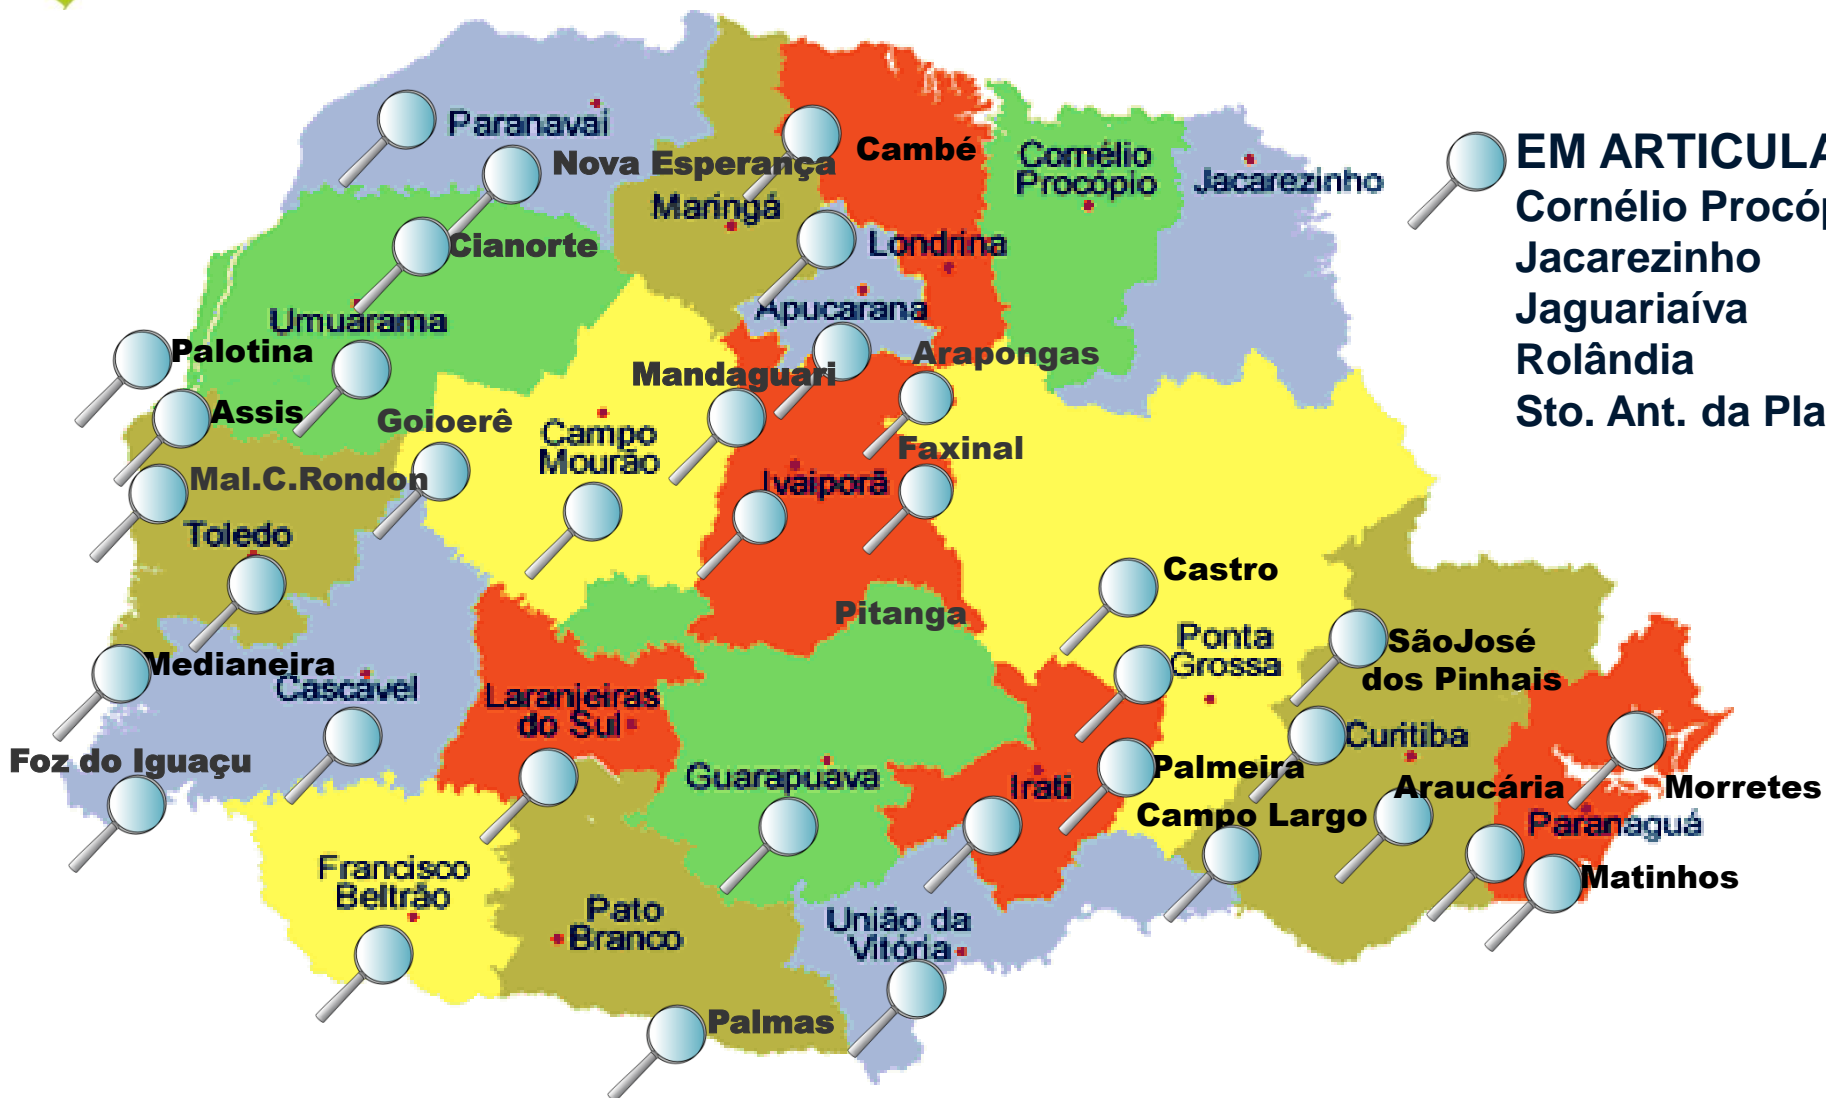 Paranavai
Nova Esperança
Cambé
Cornélio
Procópio
Jacarezinho
EM ARTICULA
Cornélio Procóp
Jacarezinho
Jaguariaíva
Rolândia
Sto. Ant. da Pla
Maringá
Cianorte
Londrina
Umuarama
Apucarana
Palotina
Mandaguari
Arapongas
Assis
Goioerê
Campo
Mourão
Faxinal
Mal.C.Rondon
Ivaiporã
Toledo
Castro
Pitanga
Ponta
Grossa
SãoJosé
dos Pinhais
Medianeira
Cascavel
Laranjeiras
do Sul
Foz do Iguaçu
Guarapuava
Irati
Palmeira
Curitiba
Araucária
Morretes
Campo Largo
Paranaguá
Francisco
Beltrão
Matinhos
Pato
Branco
União da
Vitória
Palmas